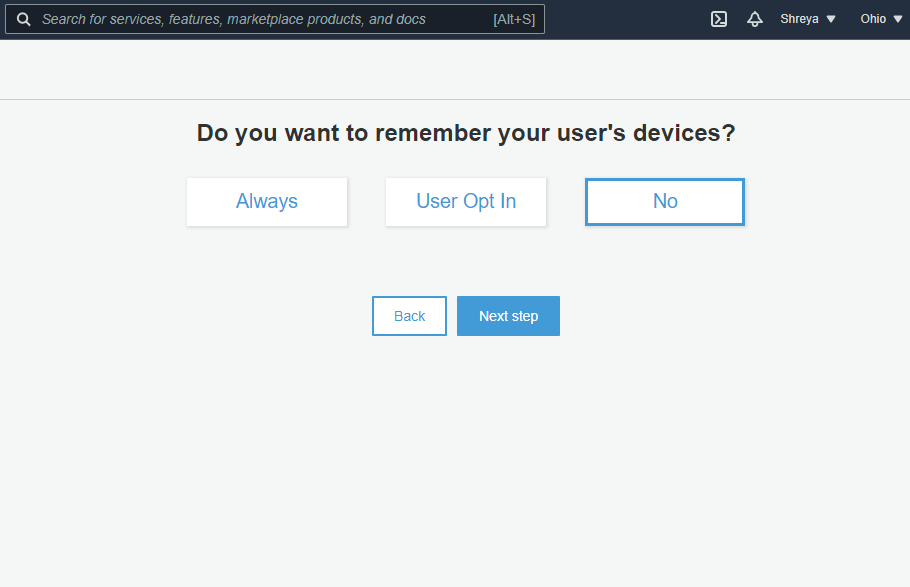 Search for services, features, marketplace products, and docs [Alt+S] Shreya ▼ Ohio ▼
Do you want to remember your user's devices?
Always User Opt In No
Back Next step